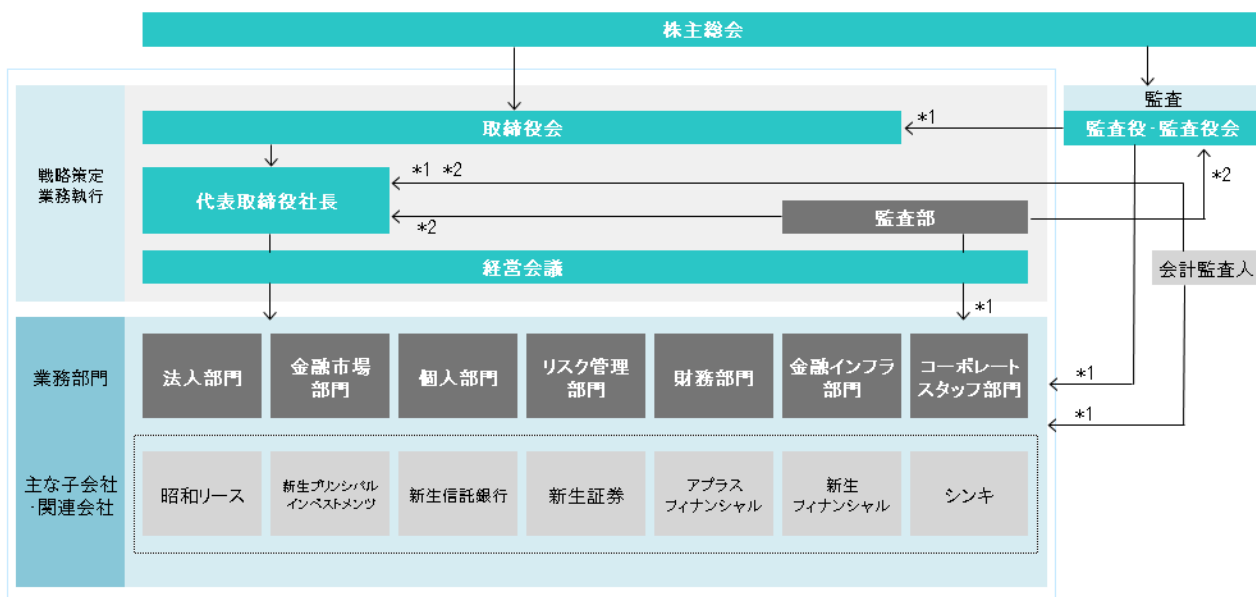 株主総会
監査
取締役会
*1
監査役・監査役会
戦略策定
業務執行
代表取締役社長
*1 *2
*2
*2
監査部
経営会議
会計監査人
*1
業務部門
法人部門
金融市場
部門
個人部門
リスク管理
部門
財務部門
金融インフラ
部門
コーポレート
スタッフ部門
*1
*1
主な子会社
・関連会社
昭和リース
新生プリンシパル
インベストメンツ
新生信託銀行
新生証券
アプラス
フィナンシャル
新生
フィナンシャル
シンキ